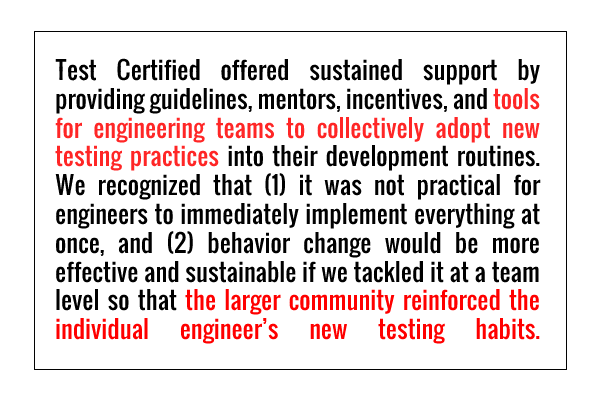 Test Certified offered sustained support by
providing guidelines, mentors, incentives, and tools
for engineering teams to collectively adopt new
testing practices into their development routines.
We recognized that (1) it was not practical for
engineers to immediately implement everything at
once, and (2) behavior change would be more
effective and sustainable if we tackled it at a team
level so that the larger community reinforced the
individual engineer's new testing habits.